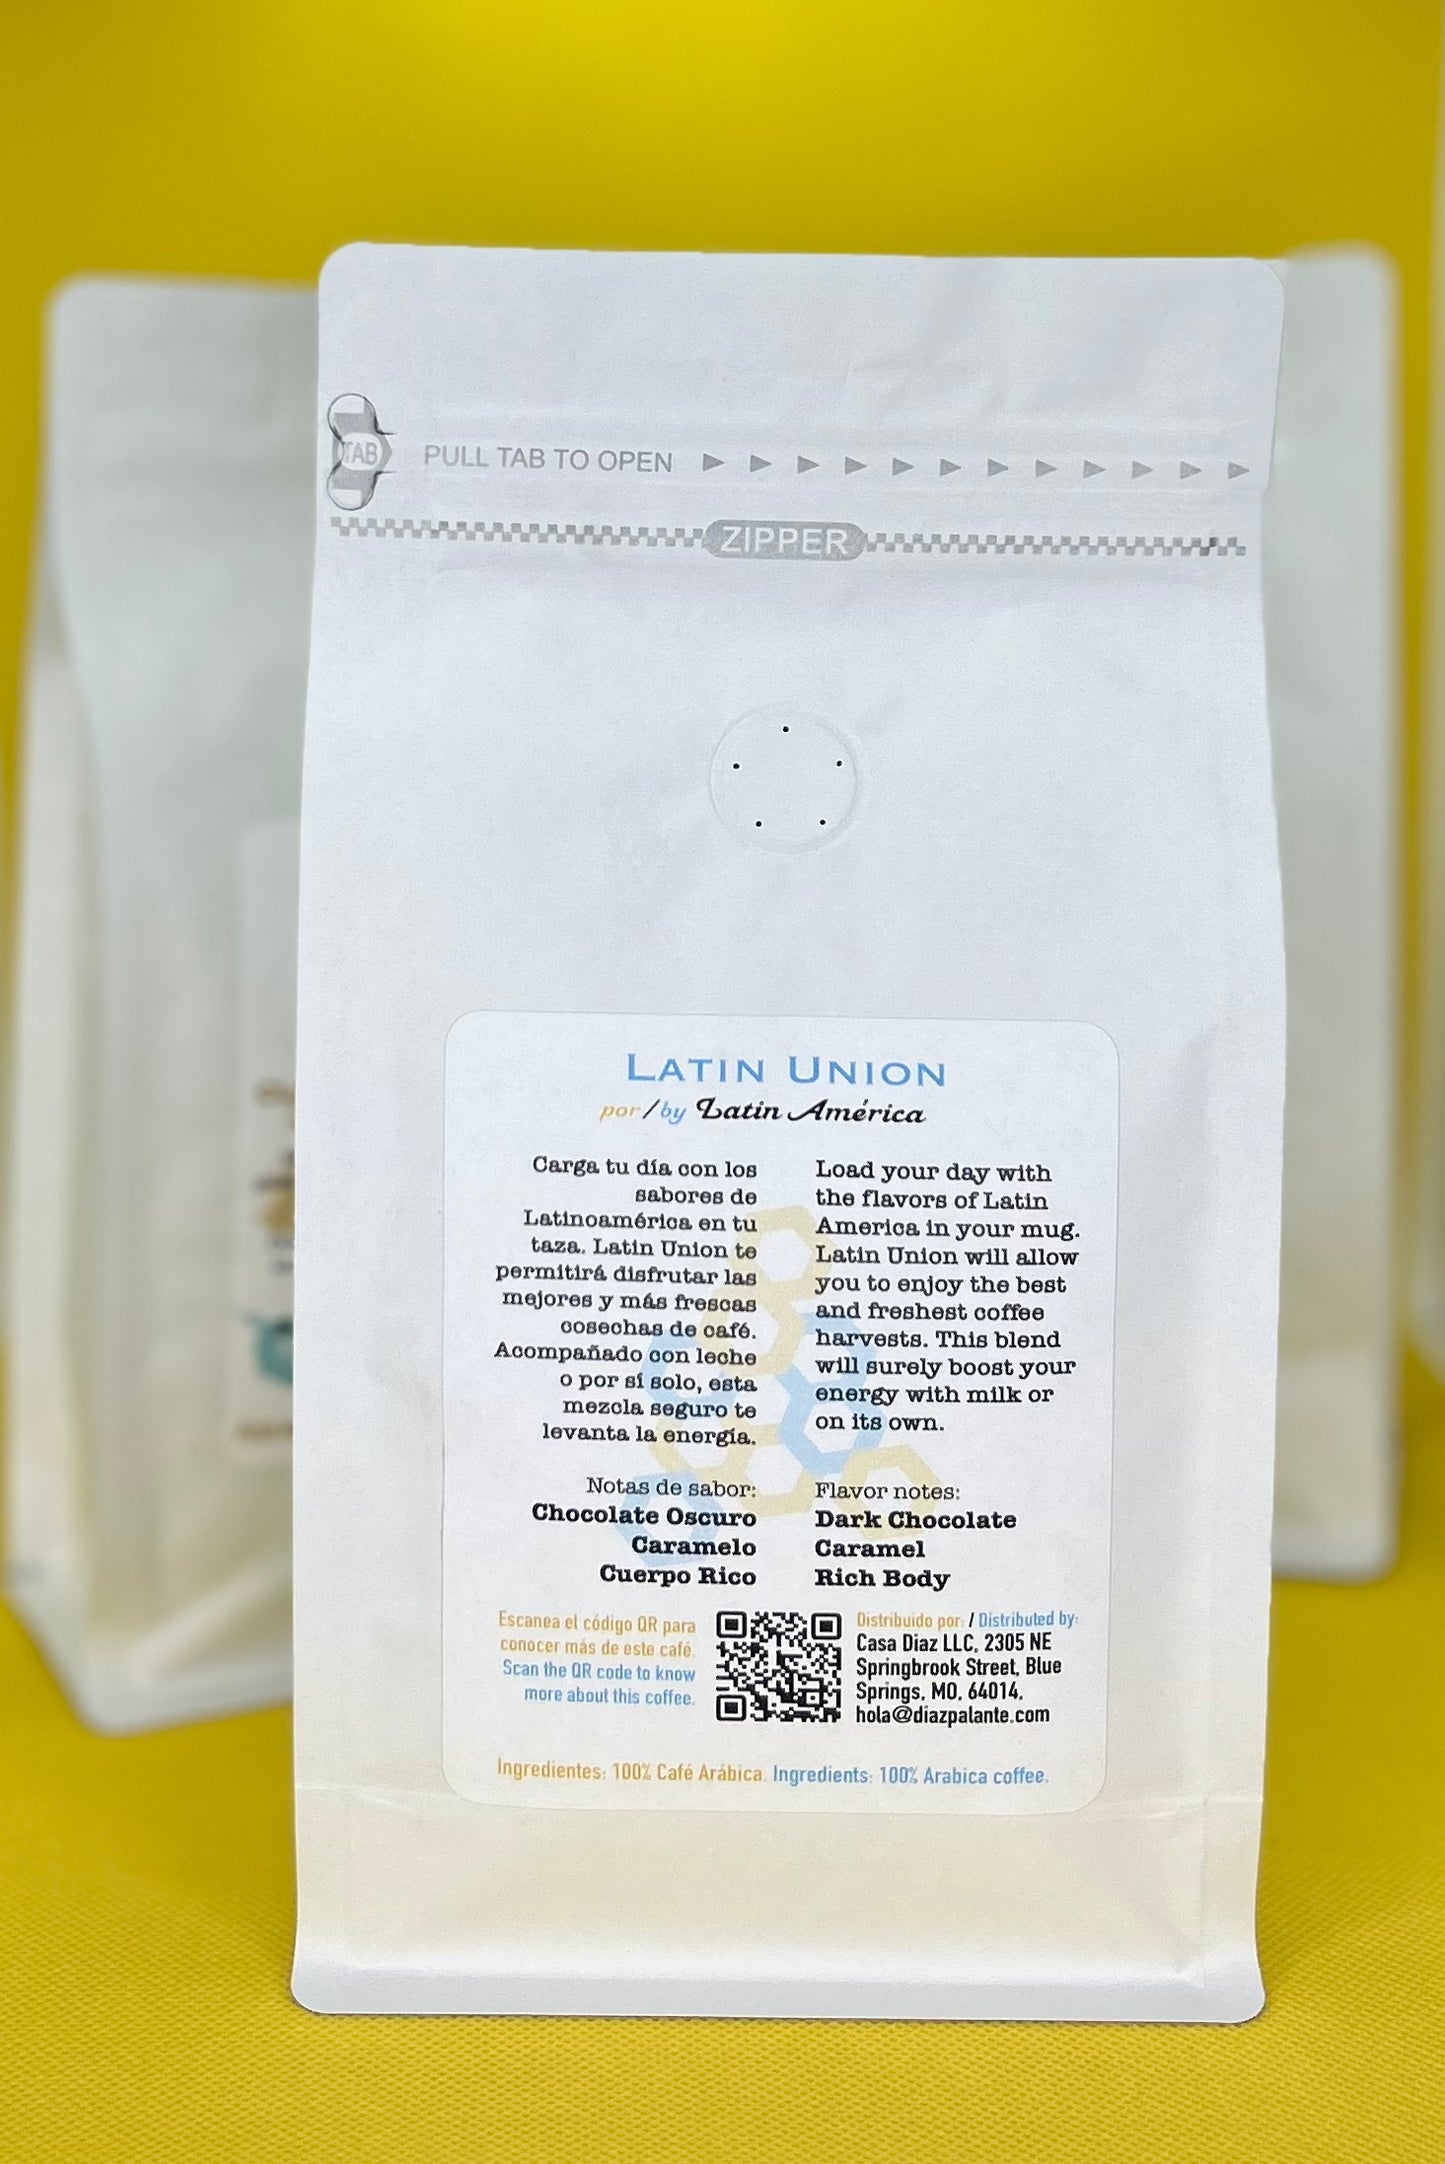 TAB
PULL TAB TO OPEN
ZIPPER
LATIN UNION
por/by Latin América
Carga tu día con los
sabores de
Latinoamérica en tu
taza. Latin Union te
permitirá disfrutar las
mejores y más frescas
cosechas de café.
Acompañado con leche
o por sí solo, esta
mezcla seguro te
levanta la energía.
Load your day with
the flavors of Latin
America in your mug.
Latin Union will allow
you to enjoy the best
and freshest coffee
harvests. This blend
will surely boost your
energy with milk or
on its own.
Notas de sabor:
Chocolate Oscuro
Caramelo
Cuerpo Rico
Flavor notes:
Dark Chocolate
Caramel
Rich Body
Escanea el código QR para
conocer más de este café.
Scan the QR code to know
more about this coffee.
Distribuido por: / Distributed by:
Casa Diaz LLC. 2305 NE
Springbrook Street, Blue
Springs, MO, 64014.
hola@diazpalante.com
Ingredientes: 100% Café Arábica. Ingredients: 100% Arabica coffee.